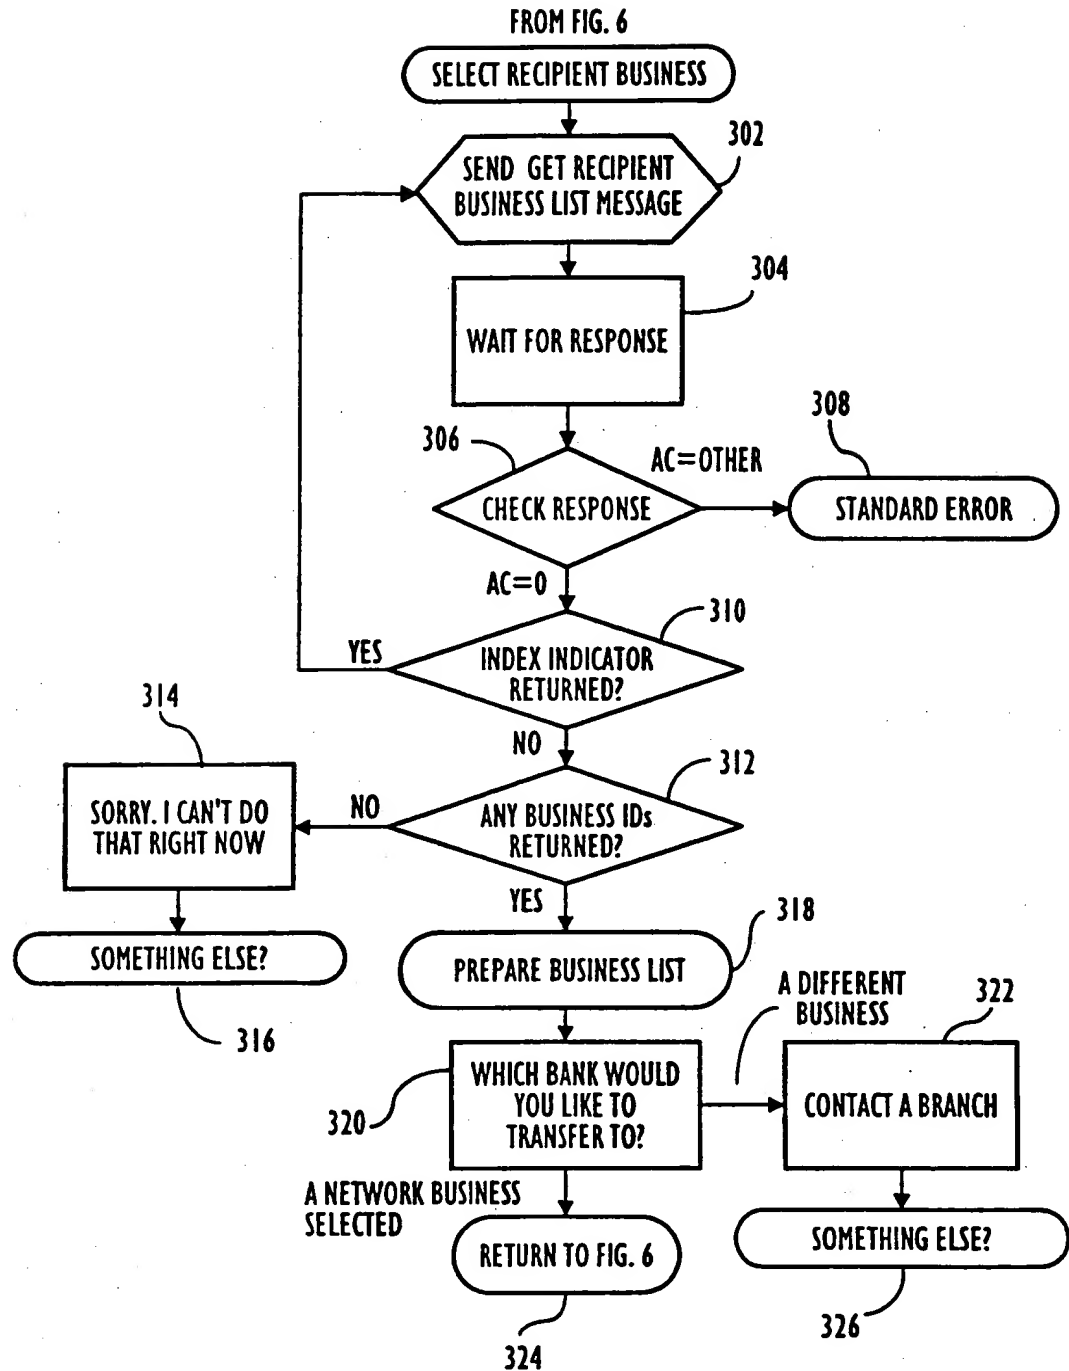 FROM FIG. 6
SELECT RECIPIENT BUSINESS
302
SEND GET RECIPIENT
BUSINESS LIST MESSAGE
304
WAIT FOR RESPONSE
306
AC=OTHER
308
CHECK RESPONSE
STANDARD ERROR
AC=0
310
YES
INDEX INDICATOR
RETURNED?
314
NO
312
SORRY. I CAN'T DO
THAT RIGHT NOW
NO
ANY BUSINESS IDs
RETURNED?
YES
318
SOMETHING ELSE?
316
PREPARE BUSINESS LIST
A DIFFERENT
BUSINESS
322
320
WHICH BANK WOULD
YOU LIKE TO
TRANSFER TO?
CONTACT A BRANCH
A NETWORK BUSINESS
SELECTED
RETURN TO FIG. 6
324
SOMETHING ELSE?
326